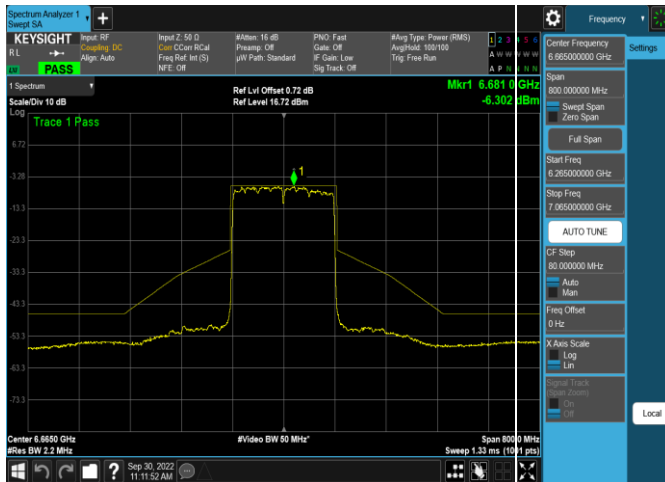 Spectrum Analyzer 1
Swept SA
+
Frequency
KEYSIGHT
RL
PASS
Input: RF
Coupling: DC
Align: Auto
Input Z: 50 Ω
Corr CCorr RCal
Freq Ref: Int (S)
NFE: Off
#Atten: 16 dB
Preamp: Off
µW Path: Standard
PNO: Fast
Gate: Off
IF Gain: Low
Sig Track: Off
#Avg Type: Power (RMS)
Avg|Hold: 100/100
Trig: Free Run
1 2 3 4 5 6
A W W W W W
A P N N N N
1 Spectrum
Scale/Div 10 dB
Log
Ref Lvl Offset 0.72 dB
Ref Level 16.72 dBm
Mkr1 6.681 0 GHz
-6.302 dBm
Trace 1 Pass
1
6.72
-3.28
-13.3
-23.3
-33.3
-43.3
-53.3
-63.3
-73.3
Center 6.6650 GHz
#Res BW 2.2 MHz
#Video BW 50 MHz*
Span 800.0 MHz
Sweep 1.33 ms (1001 pts)
Sep 30, 2022
11:11:52 AM
?
Center Frequency
6.665000000 GHz
Span
800.000000 MHz
Swept Span
Zero Span
Full Span
Start Freq
6.265000000 GHz
Stop Freq
7.065000000 GHz
AUTO TUNE
CF Step
80.000000 MHz
Auto
Man
Freq Offset
0 Hz
X Axis Scale
Log
Lin
Signal Track
(Span Zoom)
On
Off
Settings
Local